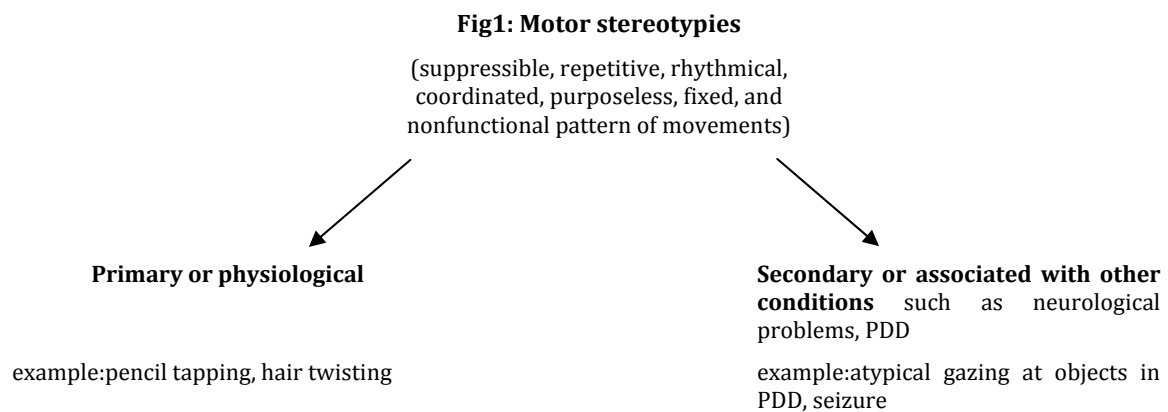 Fig1: Motor stereotypies
(suppressible, repetitive, rhythmical,
coordinated, purposeless, fixed, and
nonfunctional pattern of movements)
Primary or physiological
example:pencil tapping, hair twisting
Secondary or associated with other
conditions such as neurological
problems, PDD
example:atypical gazing at objects in
PDD, seizure